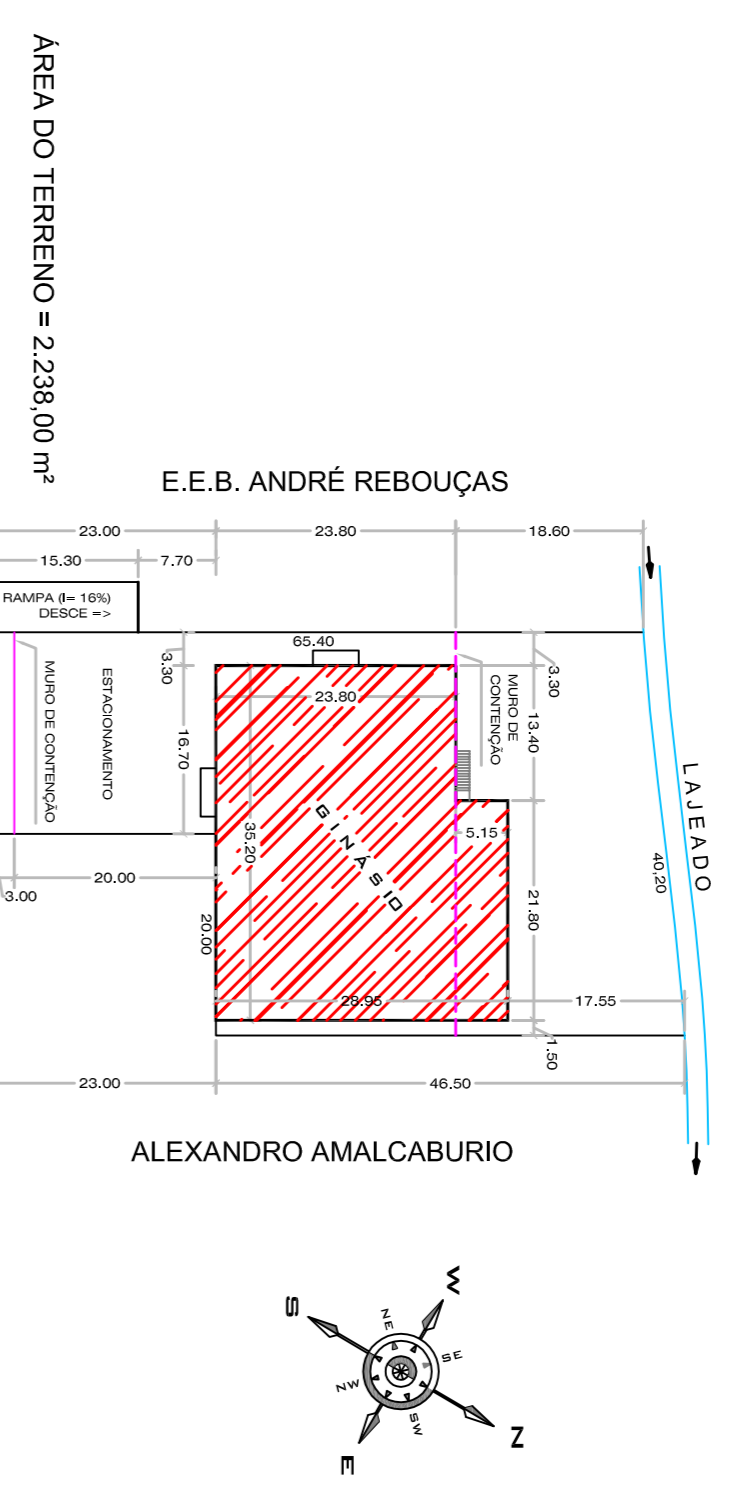 ÁREA DO TERRENO = 2.238,00 m²
E.E.B. ANDRÉ REBOUÇAS
23.00
23.80
18.60
15.30
7.70
RAMPA (I= 16%)
DESCE =>
65.40
3.30
3.30
23.80
MURO DE
CONTENÇÃO
13.40
MURO DE CONTENÇÃO
ESTACIONAMENTO
16.70
LAJEADO
40,20
GINÁSIO
35.20
5.15
3.00
20.00
20.00
21.80
28.95
17.55
1.50
23.00
46.50
ALEXANDRO AMALCABURIO
W
S
NE
SE
NW
SW
N
E